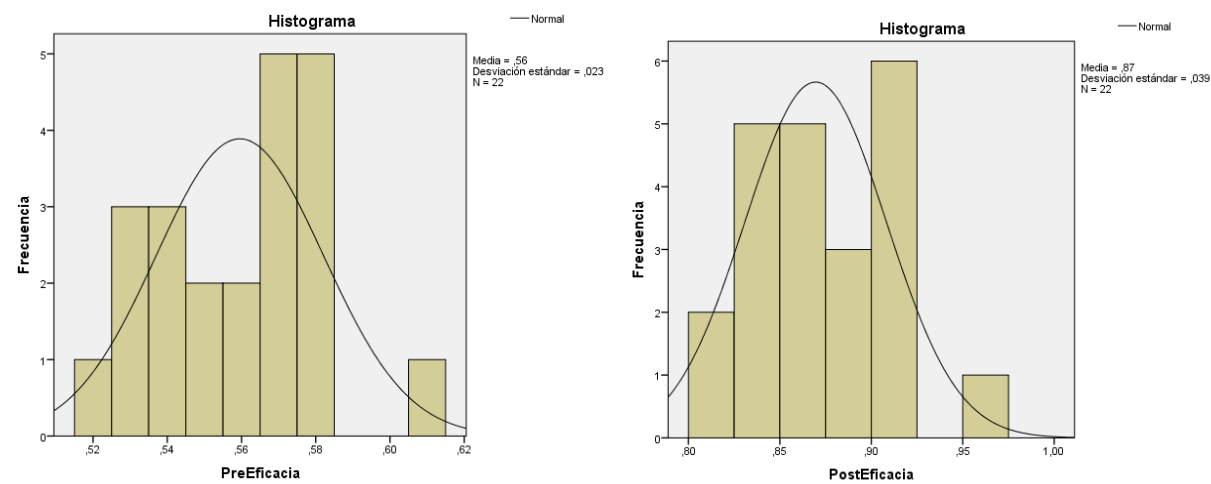 Histograma
Normal
Media = ,56
Desviación estándar = ,023
N = 22
Frecuencia
5
4
3
2
1
0
,52
,54
,56
,58
,60
,62
PreEficacia
Histograma
Normal
Media = ,87
Desviación estándar = ,039
N = 22
Frecuencia
6
5
4
3
2
1
0
,80
,85
,90
,95
1,00
PostEficacia